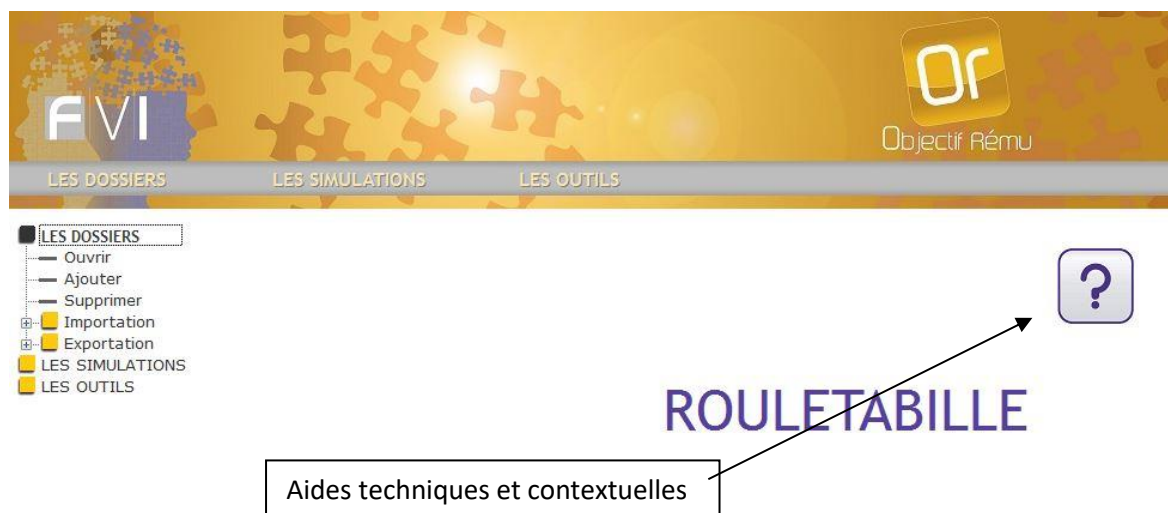 FVI
Or
Objectif Rému
LES DOSSIERS LES SIMULATIONS LES OUTILS
LES DOSSIERS
Ouvrir
Ajouter
Supprimer
Importation
Exportation
LES SIMULATIONS
LES OUTILS
?
ROULETABILLE
Aides techniques et contextuelles